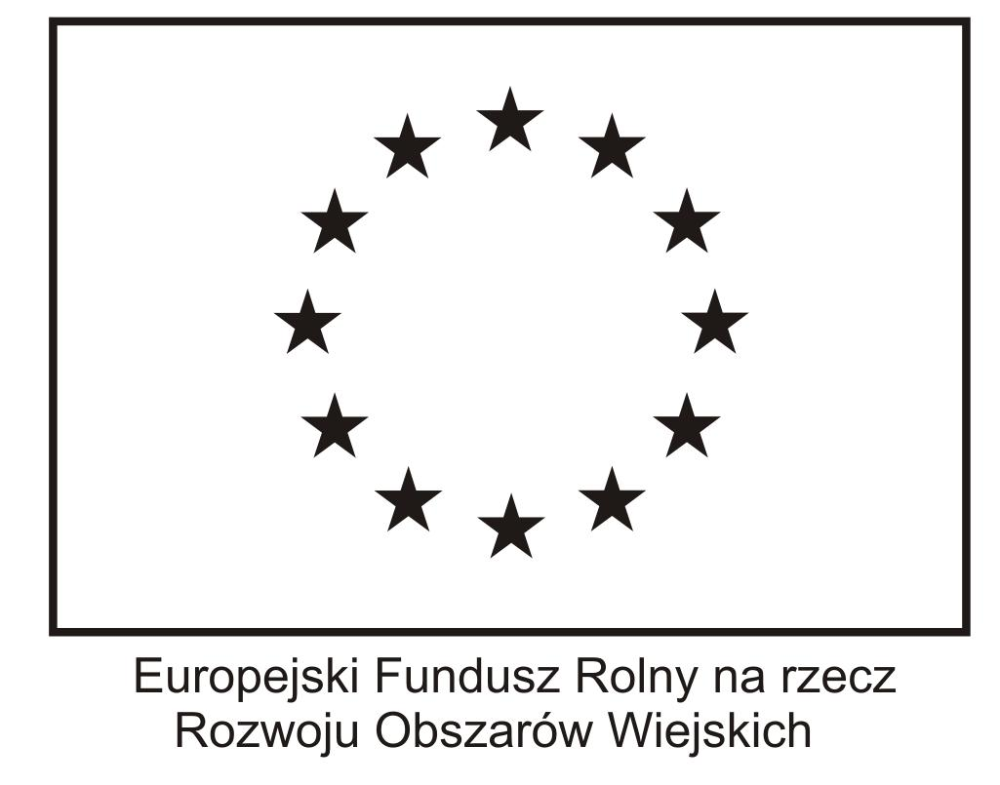 Europejski Fundusz Rolny na rzecz
Rozwoju Obszarów Wiejskich